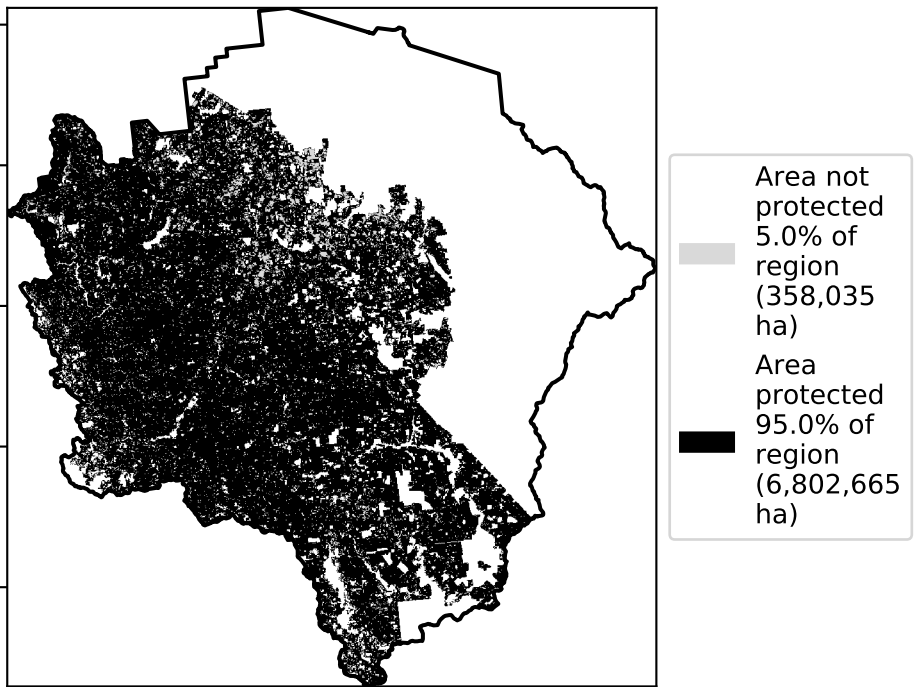 Area not
protected
5.0% of
region
(358,035
ha)
Area
protected
95.0% of
region
(6,802,665
ha)